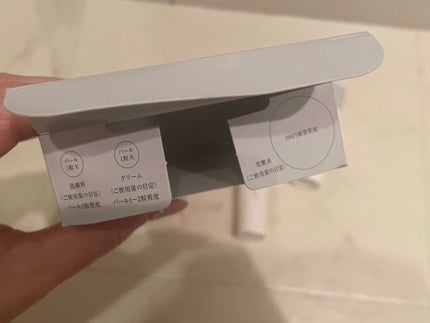 パール
1粒大
洗顔料
(ご使用量の目安)
パール2粒程度
パール
1粒大
クリーム
(ご使用量の目安)
パール1〜2粒程度
100円硬貨程度
化粧水
(ご使用量の目安)